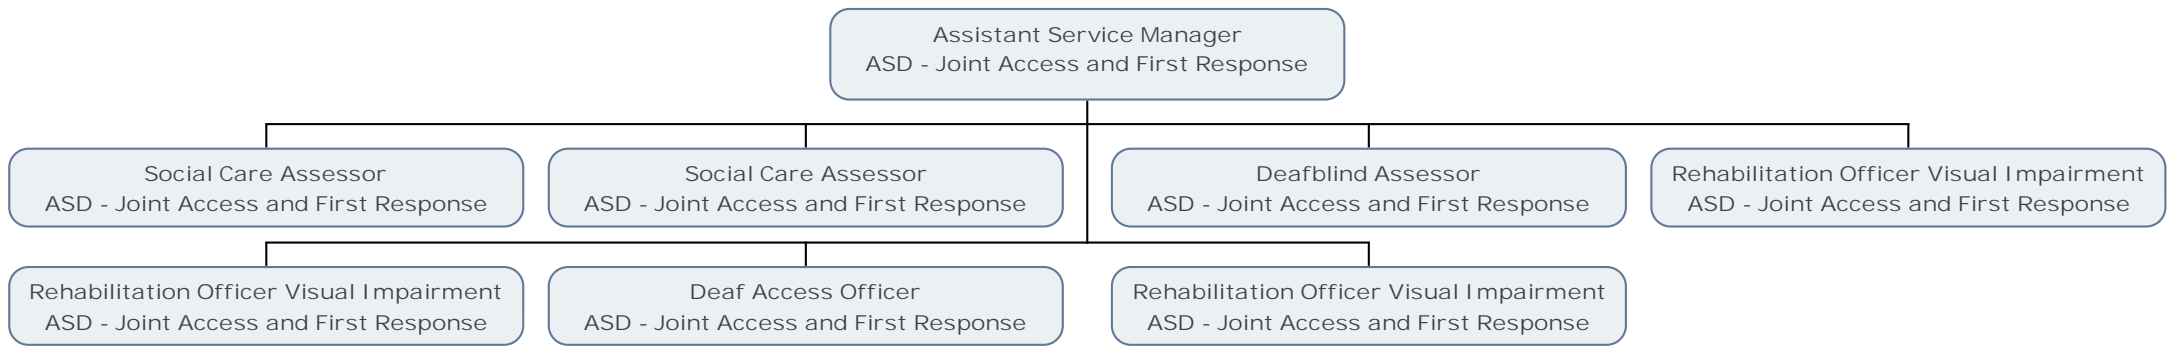 Assistant Service Manager
ASD - Joint Access and First Response
Social Care Assessor
ASD - Joint Access and First Response
Social Care Assessor
ASD - Joint Access and First Response
Deafblind Assessor
ASD - Joint Access and First Response
Rehabilitation Officer Visual Impairment
ASD - Joint Access and First Response
Rehabilitation Officer Visual Impairment
ASD - Joint Access and First Response
Deaf Access Officer
ASD - Joint Access and First Response
Rehabilitation Officer Visual Impairment
ASD - Joint Access and First Response